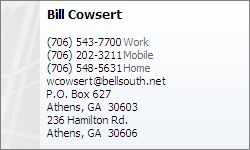 Bill Cowsert
(706) 543-7700 Work
(706) 202-3211 Mobile
(706) 548-5631 Home
wcowsert@bellsouth.net
P.O. Box 627
Athens, GA  30603
236 Hamilton Rd.
Athens, GA  30606